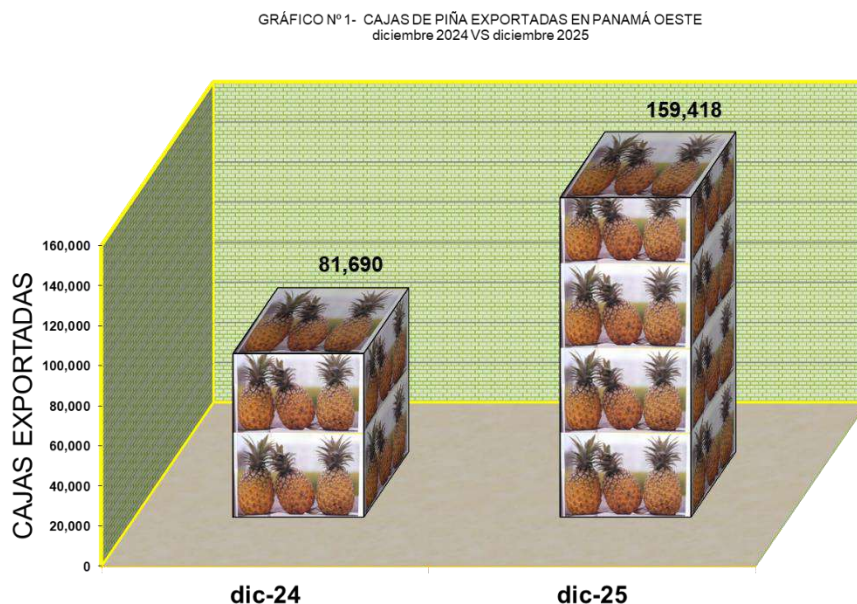 GRÁFICO Nº 1- CAJAS DE PIÑA EXPORTADAS EN PANAMÁ OESTE
diciembre 2024 VS diciembre 2025
159,418
81,690
CAJAS EXPORTADAS
160,000
140,000
120,000
100,000
80,000
60,000
40,000
20,000
0
dic-24
dic-25